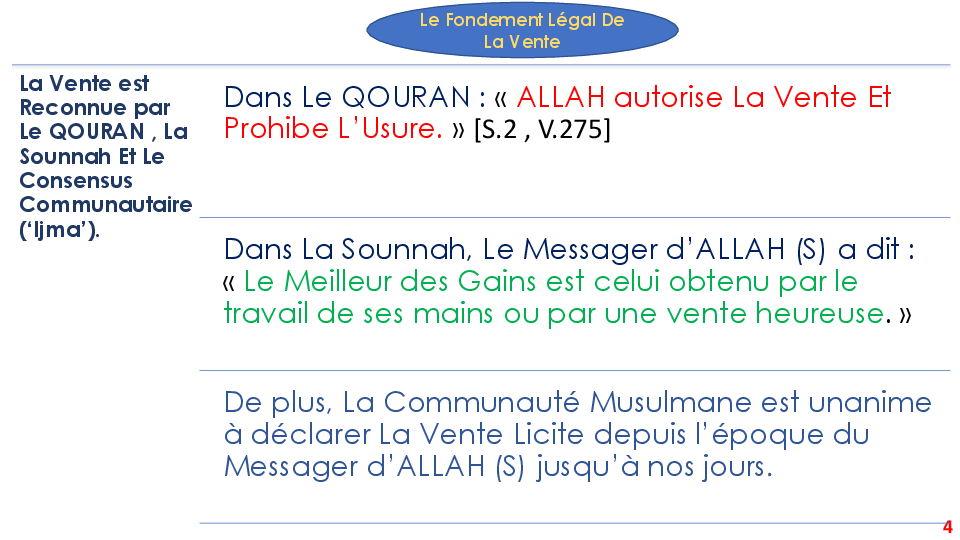 Le Fondement Légal De
La Vente
La Vente est
Reconnue par
Le QOURAN , La
Sounnah Et Le
Consensus
Communautaire
(‘Ijma’).
Dans Le QOURAN : « ALLAH autorise La Vente Et
Prohibe L’Usure. » [S.2 , V.275]
Dans La Sounnah, Le Messager d’ALLAH (S) a dit :
« Le Meilleur des Gains est celui obtenu par le
travail de ses mains ou par une vente heureuse. »
De plus, La Communauté Musulmane est unanime
à déclarer La Vente Licite depuis l’époque du
Messager d’ALLAH (S) jusqu’à nos jours.
4